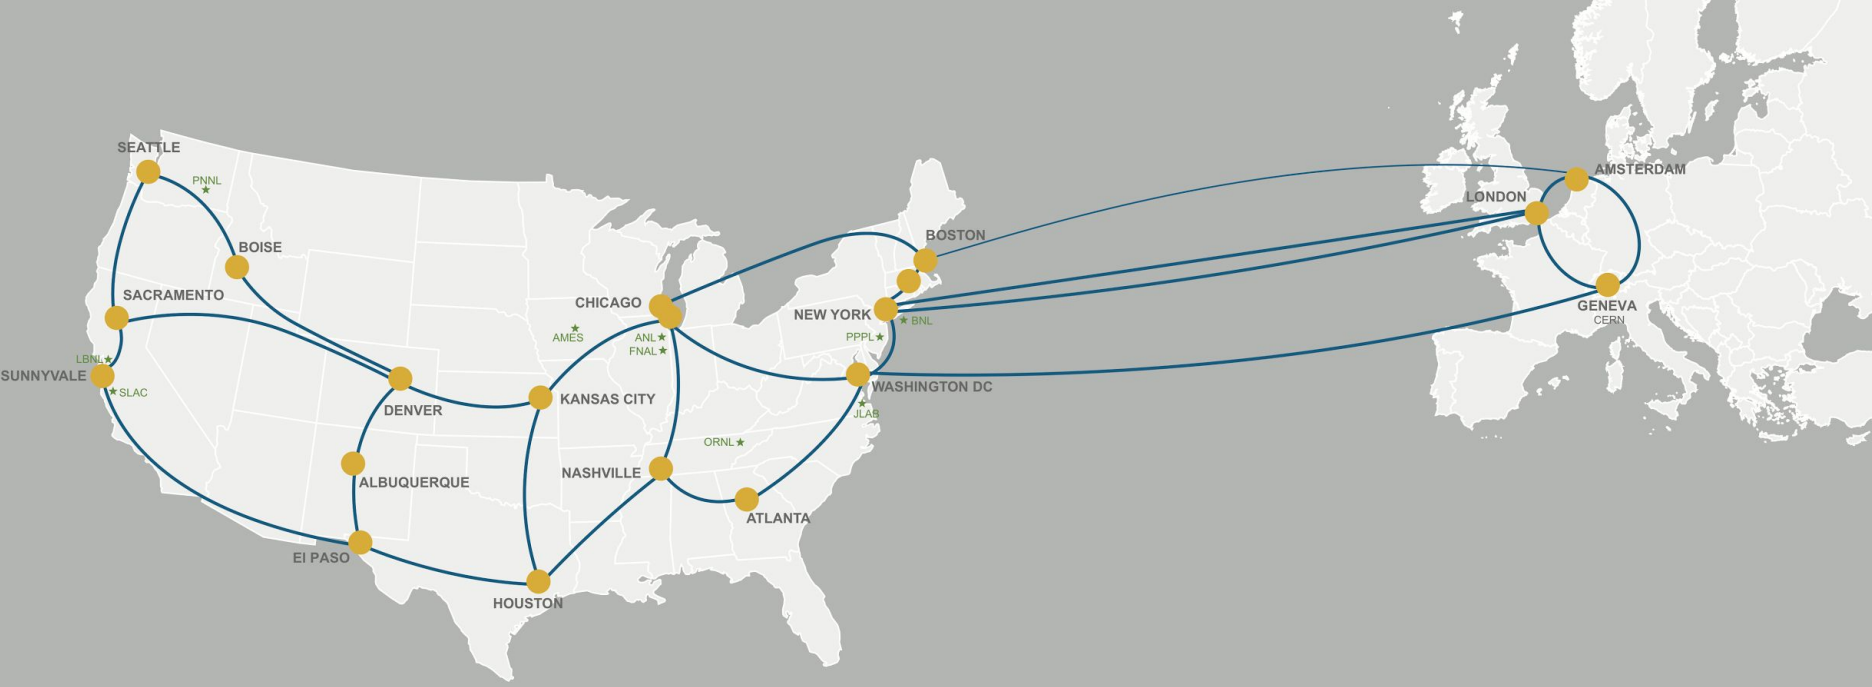 SEATTLE
PNNL
BOISE
SACRAMENTO
LBNL
SUNNYVALE
SLAC
DENVER
ALBUQUERQUE
El PASO
HOUSTON
KANSAS CITY
AMES
CHICAGO
ANL
FNAL
NASHVILLE
ORNL
ATLANTA
BOSTON
NEW YORK
BNL
PPPL
WASHINGTON DC
JLAB
AMSTERDAM
LONDON
GENEVA
CERN